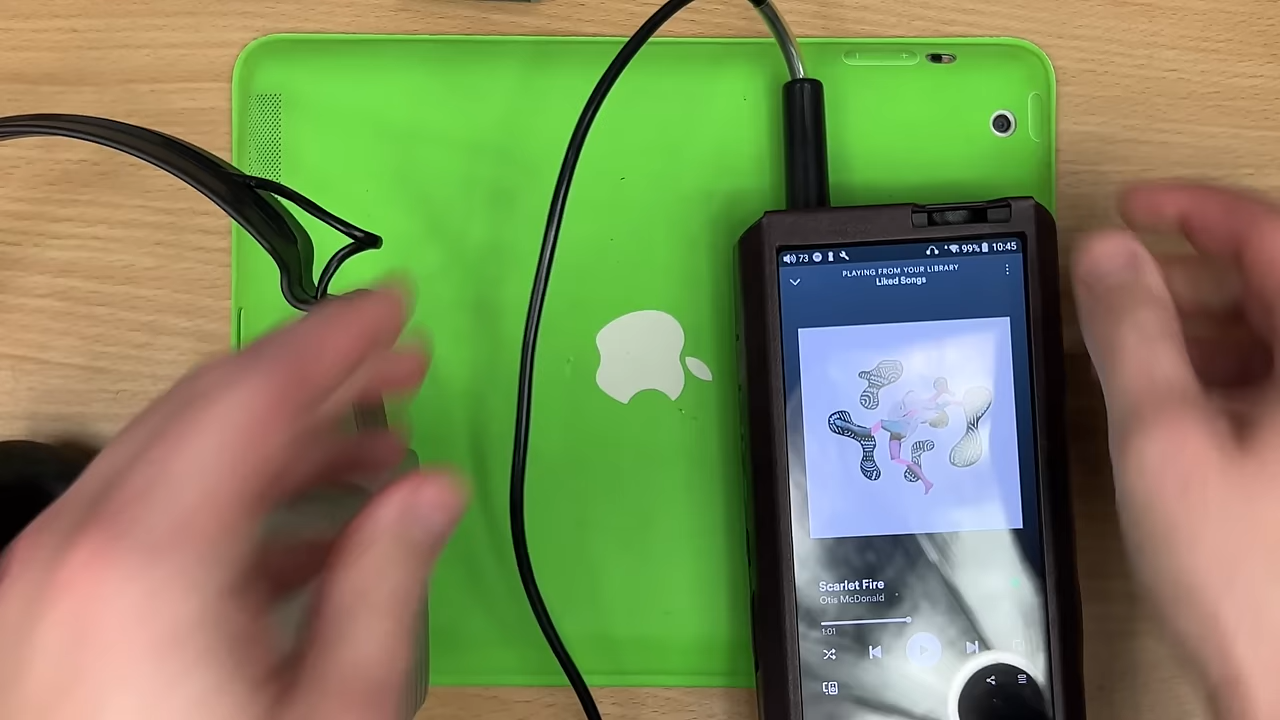 73 99% 10:45
PLAYING FROM YOUR LIBRARY
Liked Songs
Scarlet Fire
Otis McDonald
1:01